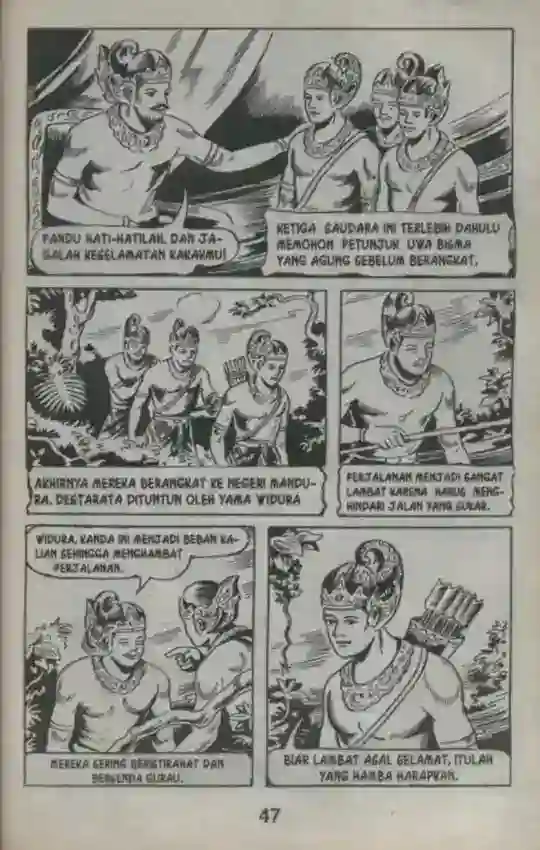 PANDU HATI-HATILAH, DAN JA-
GALAH KESELAMATAN KAKAKMU!
KETIGA SAUDARA INI TERLEBIH DAHULU
MEMOHON PETUNJUK UWA BISMA
YANG AGUNG SEBELUM BERANGKAT.
AKHIRNYA MEREKA BERANGKAT KE NEGERI MANDU-
RA. DESTARATA DITUNTUN OLEH YAMA WIDURA
PERJALANAN MENJADI SANGAT
LAMBAT KARENA HARUS MENG-
HINDARI JALAN YANG SUKAR.
WIDURA, KANDA INI MENJADI BEBAN KA-
LIAN SEHINGGA MENGHAMBAT
PERJALANAN.
MEREKA SERING BERISTIRAHAT DAN
BERSENDA GURAU.
BIAR LAMBAT ASAL SELAMAT, ITULAH
YANG HAMBA HARAPKAN.
47